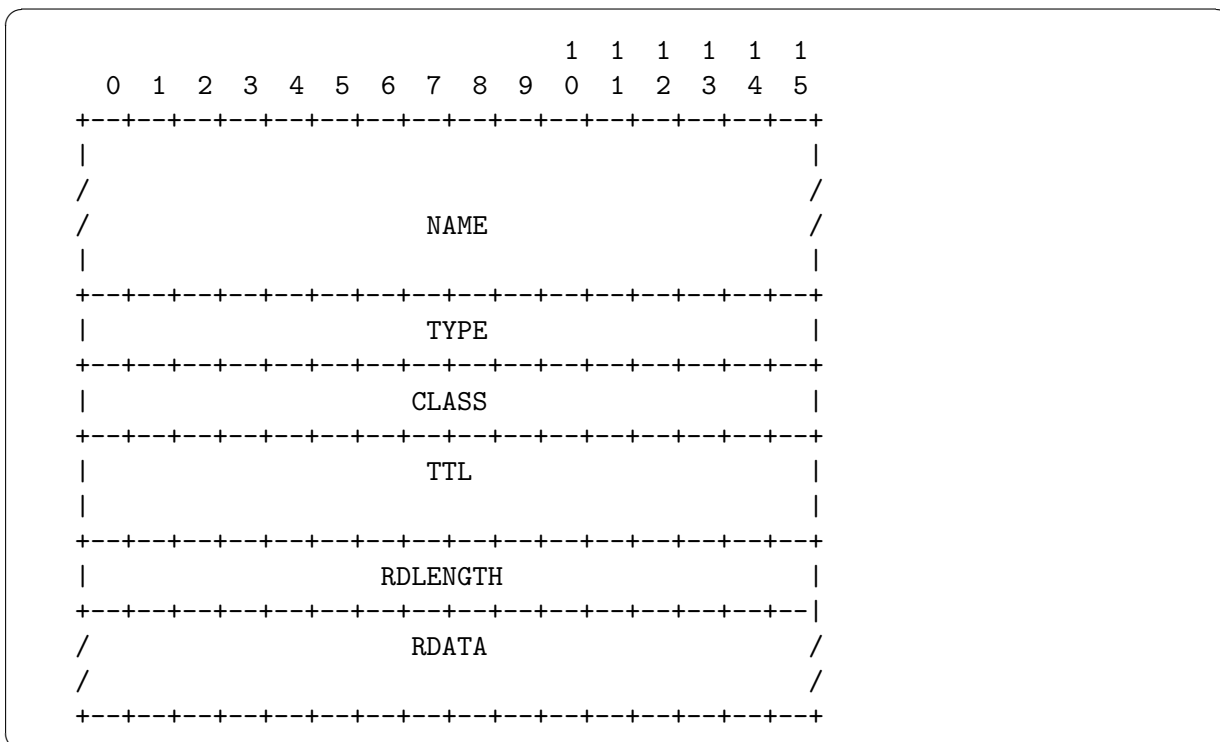 1  1  1  1  1  1
  0  1  2  3  4  5  6  7  8  9  0  1  2  3  4  5
+--+--+--+--+--+--+--+--+--+--+--+--+--+--+--+--+
|                                               |
/                                               /
/                      NAME                     /
|                                               |
+--+--+--+--+--+--+--+--+--+--+--+--+--+--+--+--+
|                      TYPE                     |
+--+--+--+--+--+--+--+--+--+--+--+--+--+--+--+--+
|                     CLASS                     |
+--+--+--+--+--+--+--+--+--+--+--+--+--+--+--+--+
|                      TTL                      |
|                                               |
+--+--+--+--+--+--+--+--+--+--+--+--+--+--+--+--+
|                   RDLENGTH                    |
+--+--+--+--+--+--+--+--+--+--+--+--+--+--+--+--|
/                     RDATA                     /
/                                               /
+--+--+--+--+--+--+--+--+--+--+--+--+--+--+--+--+